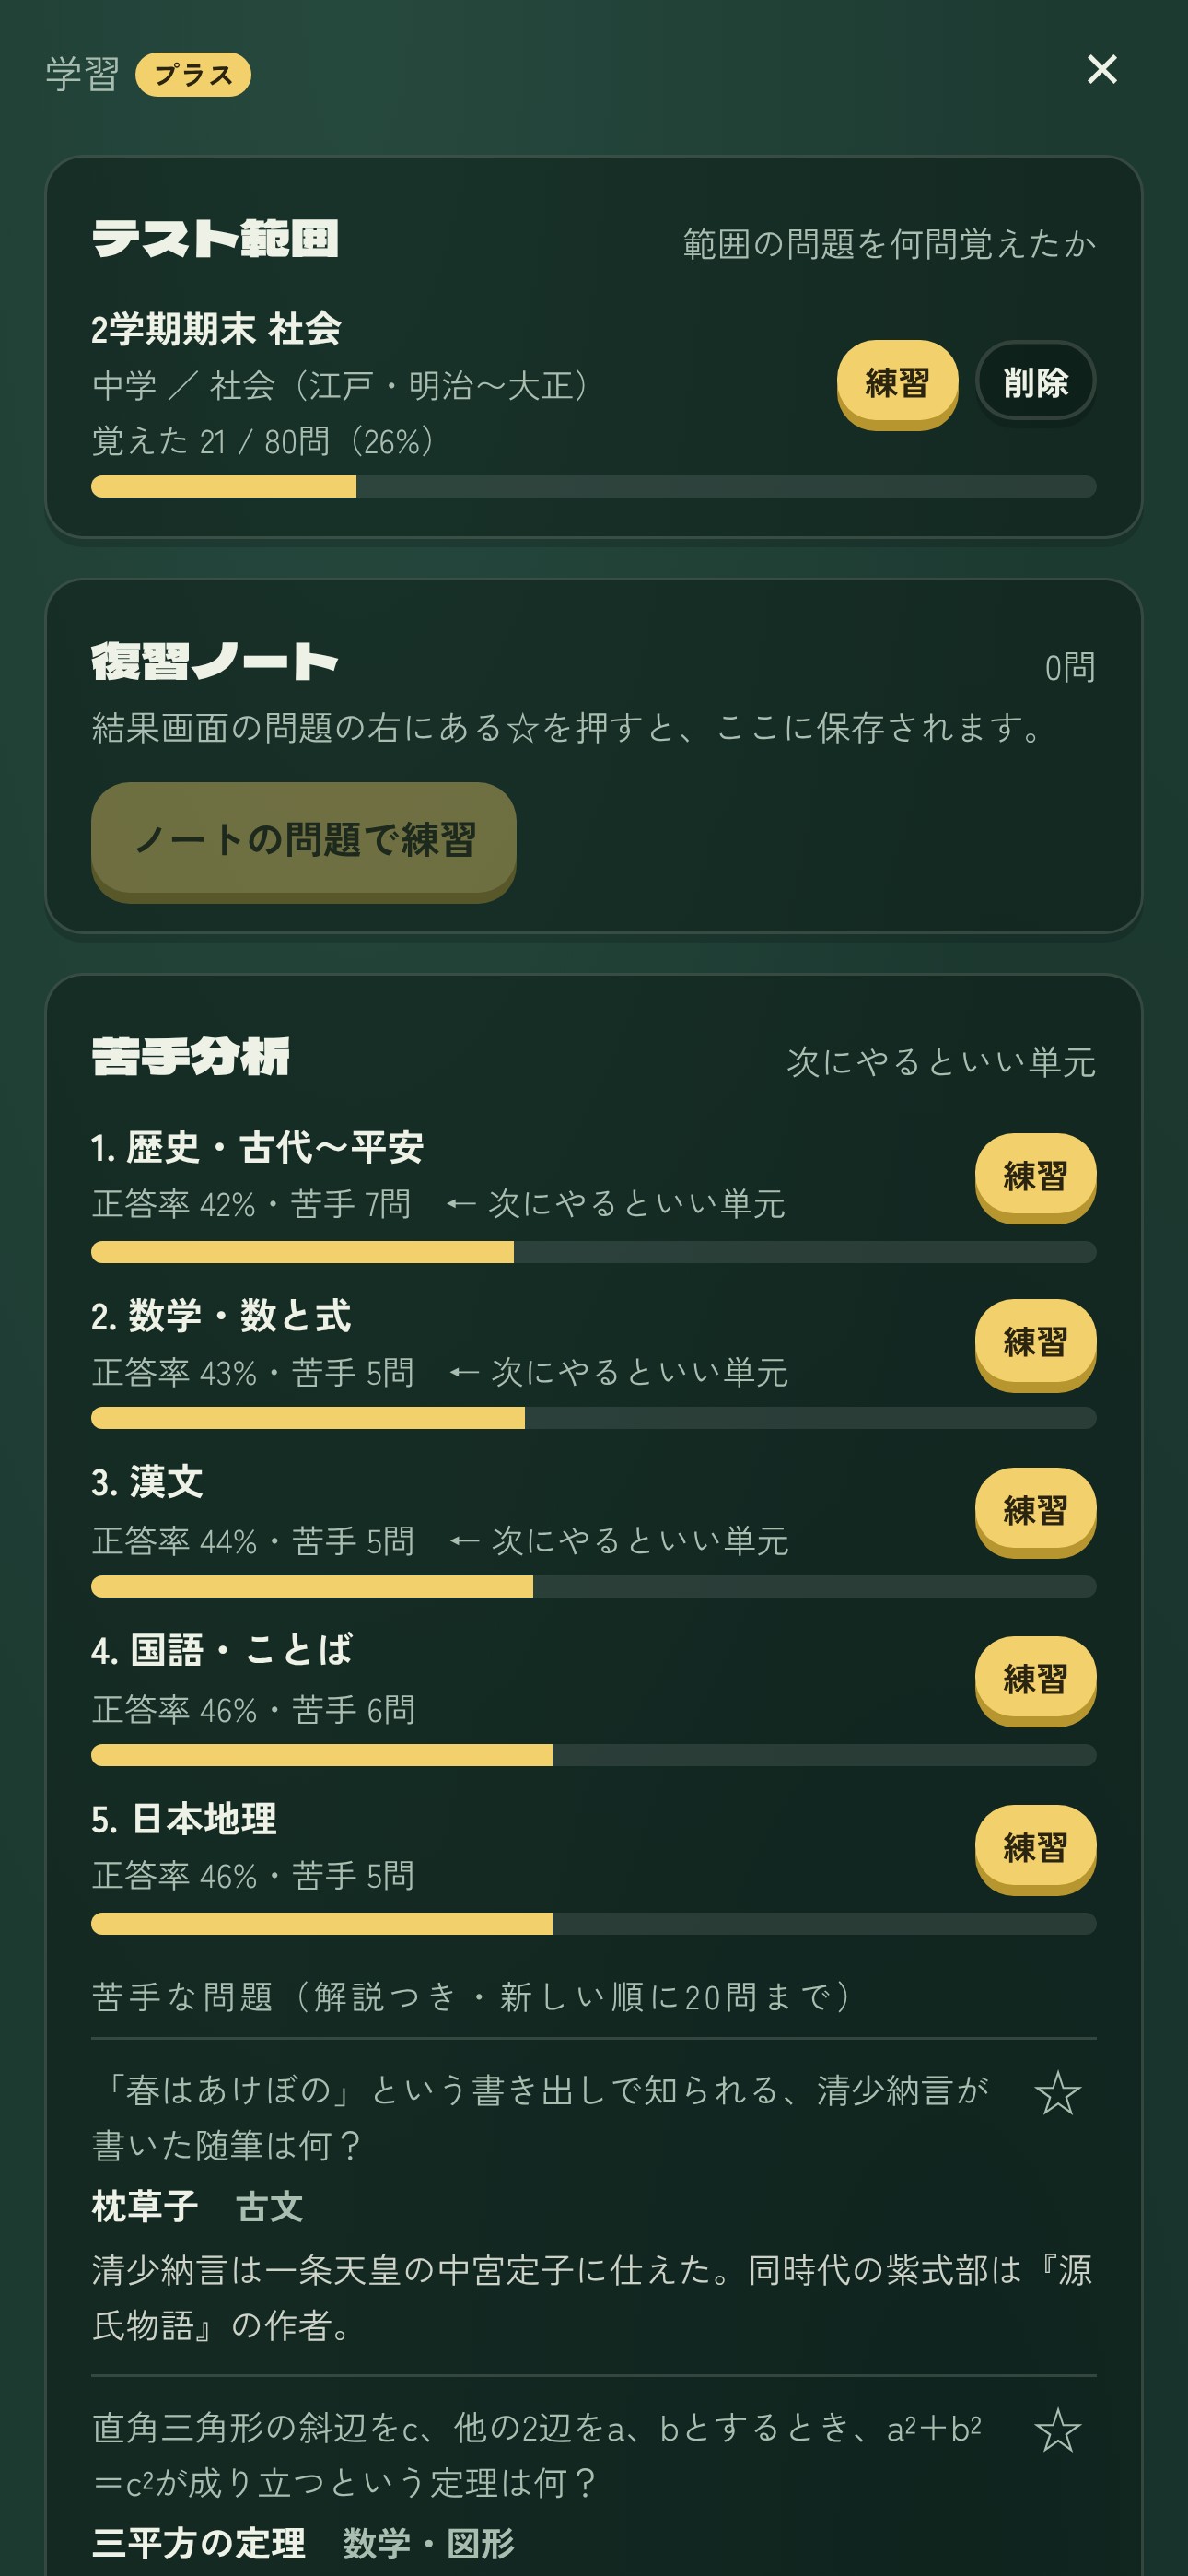 学習 プラス ×
テスト範囲 範囲の問題を何問覚えたか
2学期期末 社会
中学 ／ 社会（江戸・明治〜大正）
練習 削除
覚えた 21 / 80問（26%）
復習ノート 0問
結果画面の問題の右にある☆を押すと、ここに保存されます。
ノートの問題で練習
苦手分析 次にやるといい単元
1. 歴史・古代〜平安
練習
正答率 42%・苦手 7問　← 次にやるといい単元
2. 数学・数と式
練習
正答率 43%・苦手 5問　← 次にやるといい単元
3. 漢文
練習
正答率 44%・苦手 5問　← 次にやるといい単元
4. 国語・ことば
練習
正答率 46%・苦手 6問
5. 日本地理
練習
正答率 46%・苦手 5問
苦手な問題（解説つき・新しい順に20問まで）
「春はあけぼの」という書き出しで知られる、清少納言が ☆
書いた随筆は何？
枕草子　古文
清少納言は一条天皇の中宮定子に仕えた。同時代の紫式部は『源
氏物語』の作者。
直角三角形の斜辺をc、他の2辺をa、bとするとき、a²＋b² ☆
＝c²が成り立つという定理は何？
三平方の定理　数学・図形